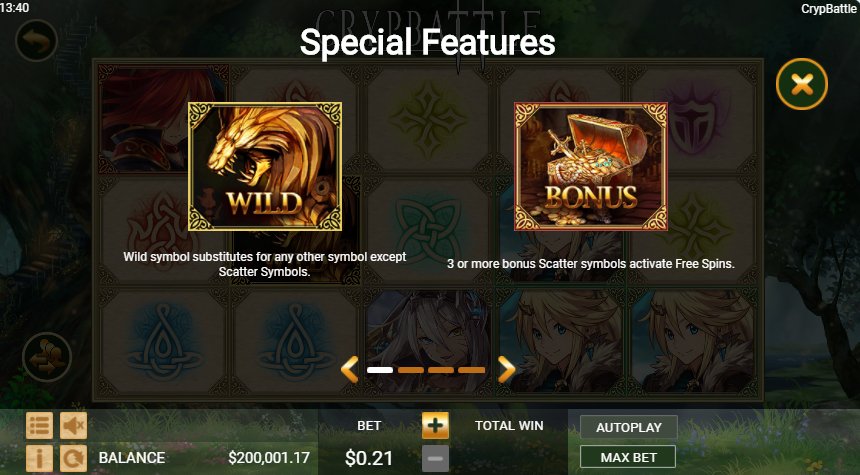 13:40
CrypBattle
CRYPBATTLE
Special Features
WILD
BONUS
Wild symbol substitutes for any other symbol except
Scatter Symbols.
3 or more bonus Scatter symbols activate Free Spins.
BET
+
TOTAL WIN
AUTOPLAY
BALANCE
$200,001.17
$0.21
-
MAX BET